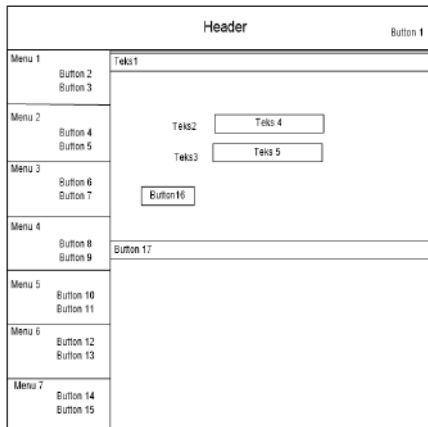 Header
Button 1
Menu 1
Button 2
Button 3
Menu 2
Button 4
Button 5
Menu 3
Button 6
Button 7
Menu 4
Button 8
Button 9
Menu 5
Button 10
Button 11
Menu 6
Button 12
Button 13
Menu 7
Button 14
Button 15
Teks1
Teks2 Teks 4
Teks3 Teks 5
Button16
Button 17